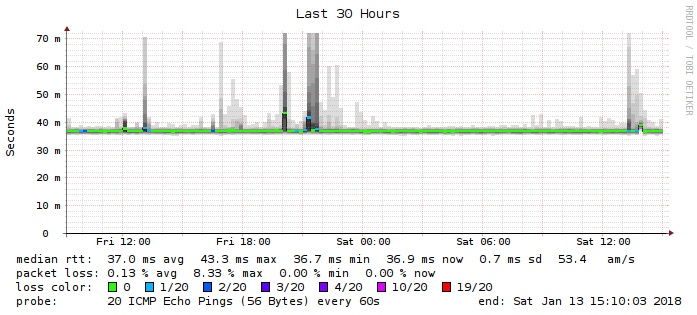 Last 30 Hours
RRDTOOL / TOBI OETIKER
Seconds
70 m
60 m
50 m
40 m
30 m
20 m
10 m
0
Fri 12:00 Fri 18:00 Sat 00:00 Sat 06:00 Sat 12:00
median rtt: 37.0 ms avg 43.3 ms max 36.7 ms min 36.9 ms now 0.7 ms sd 53.4 am/s
packet loss: 0.13 % avg 8.33 % max 0.00 % min 0.00 % now
loss color: 0 1/20 2/20 3/20 4/20 10/20 19/20
probe: 20 ICMP Echo Pings (56 Bytes) every 60s end: Sat Jan 13 15:10:03 2018